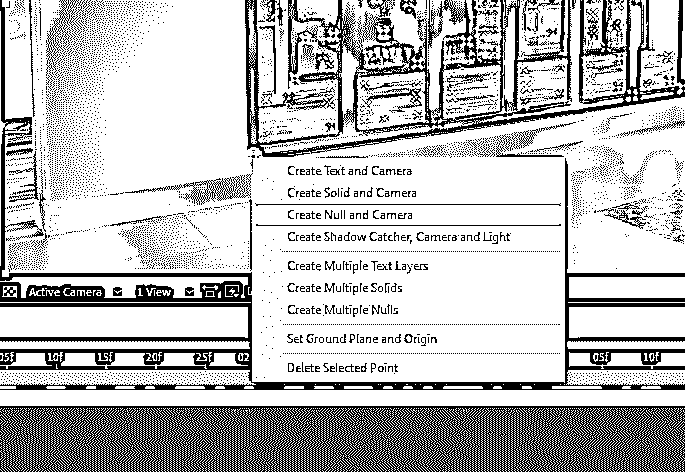 Create Text and Camera
Create Solid and Camera
Create Null and Camera
Create Shadow Catcher, Camera and Light
Create Multiple Text Layers
Create Multiple Solids
Create Multiple Nulls
Set Ground Plane and Origin
Delete Selected Point
Active Camera 1 View
05f 10f 15f 20f 25f 02 05f 10f